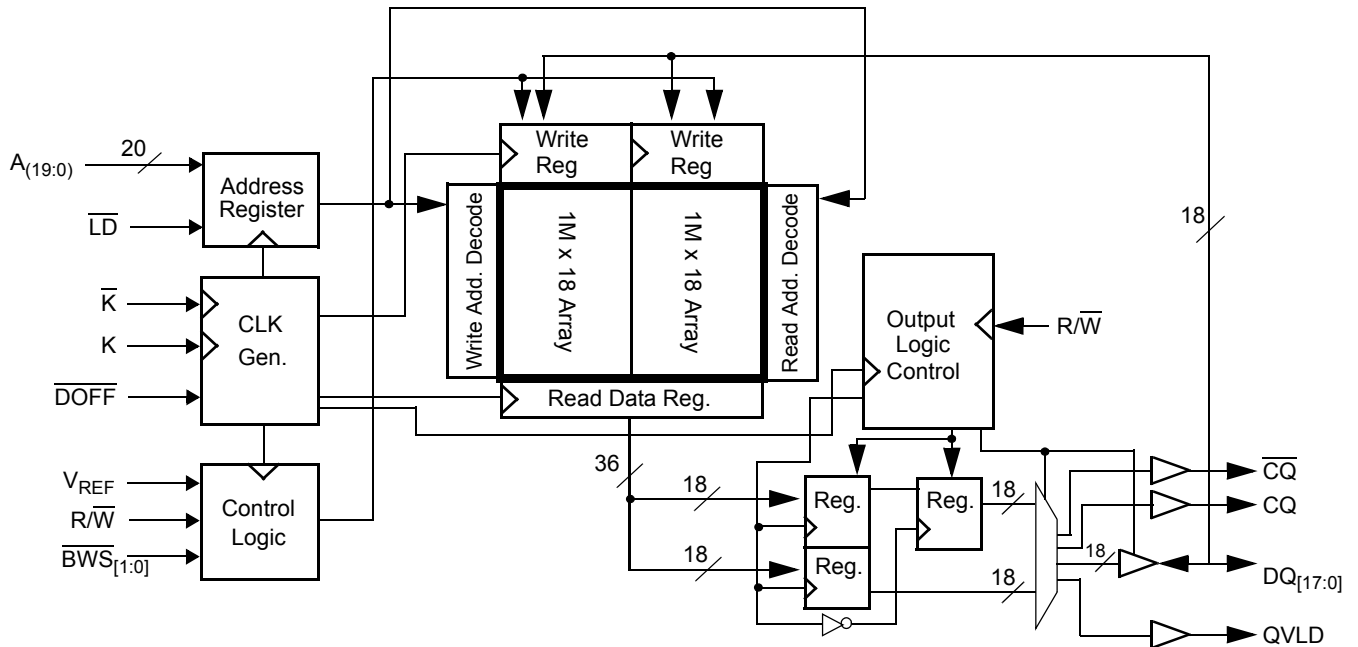 A(19:0)
20
LD
Address
Register
K
K
DOFF
CLK
Gen.
VREF
R/W
BWS[1:0]
Control
Logic
Write
Reg
Write
Reg
Write Add. Decode
1M x 18 Array
1M x 18 Array
Read Add. Decode
Read Data Reg.
36
18
18
Output
Logic
Control
R/W
18
Reg.
Reg.
Reg.
18
18
18
CQ
CQ
DQ[17:0]
QVLD